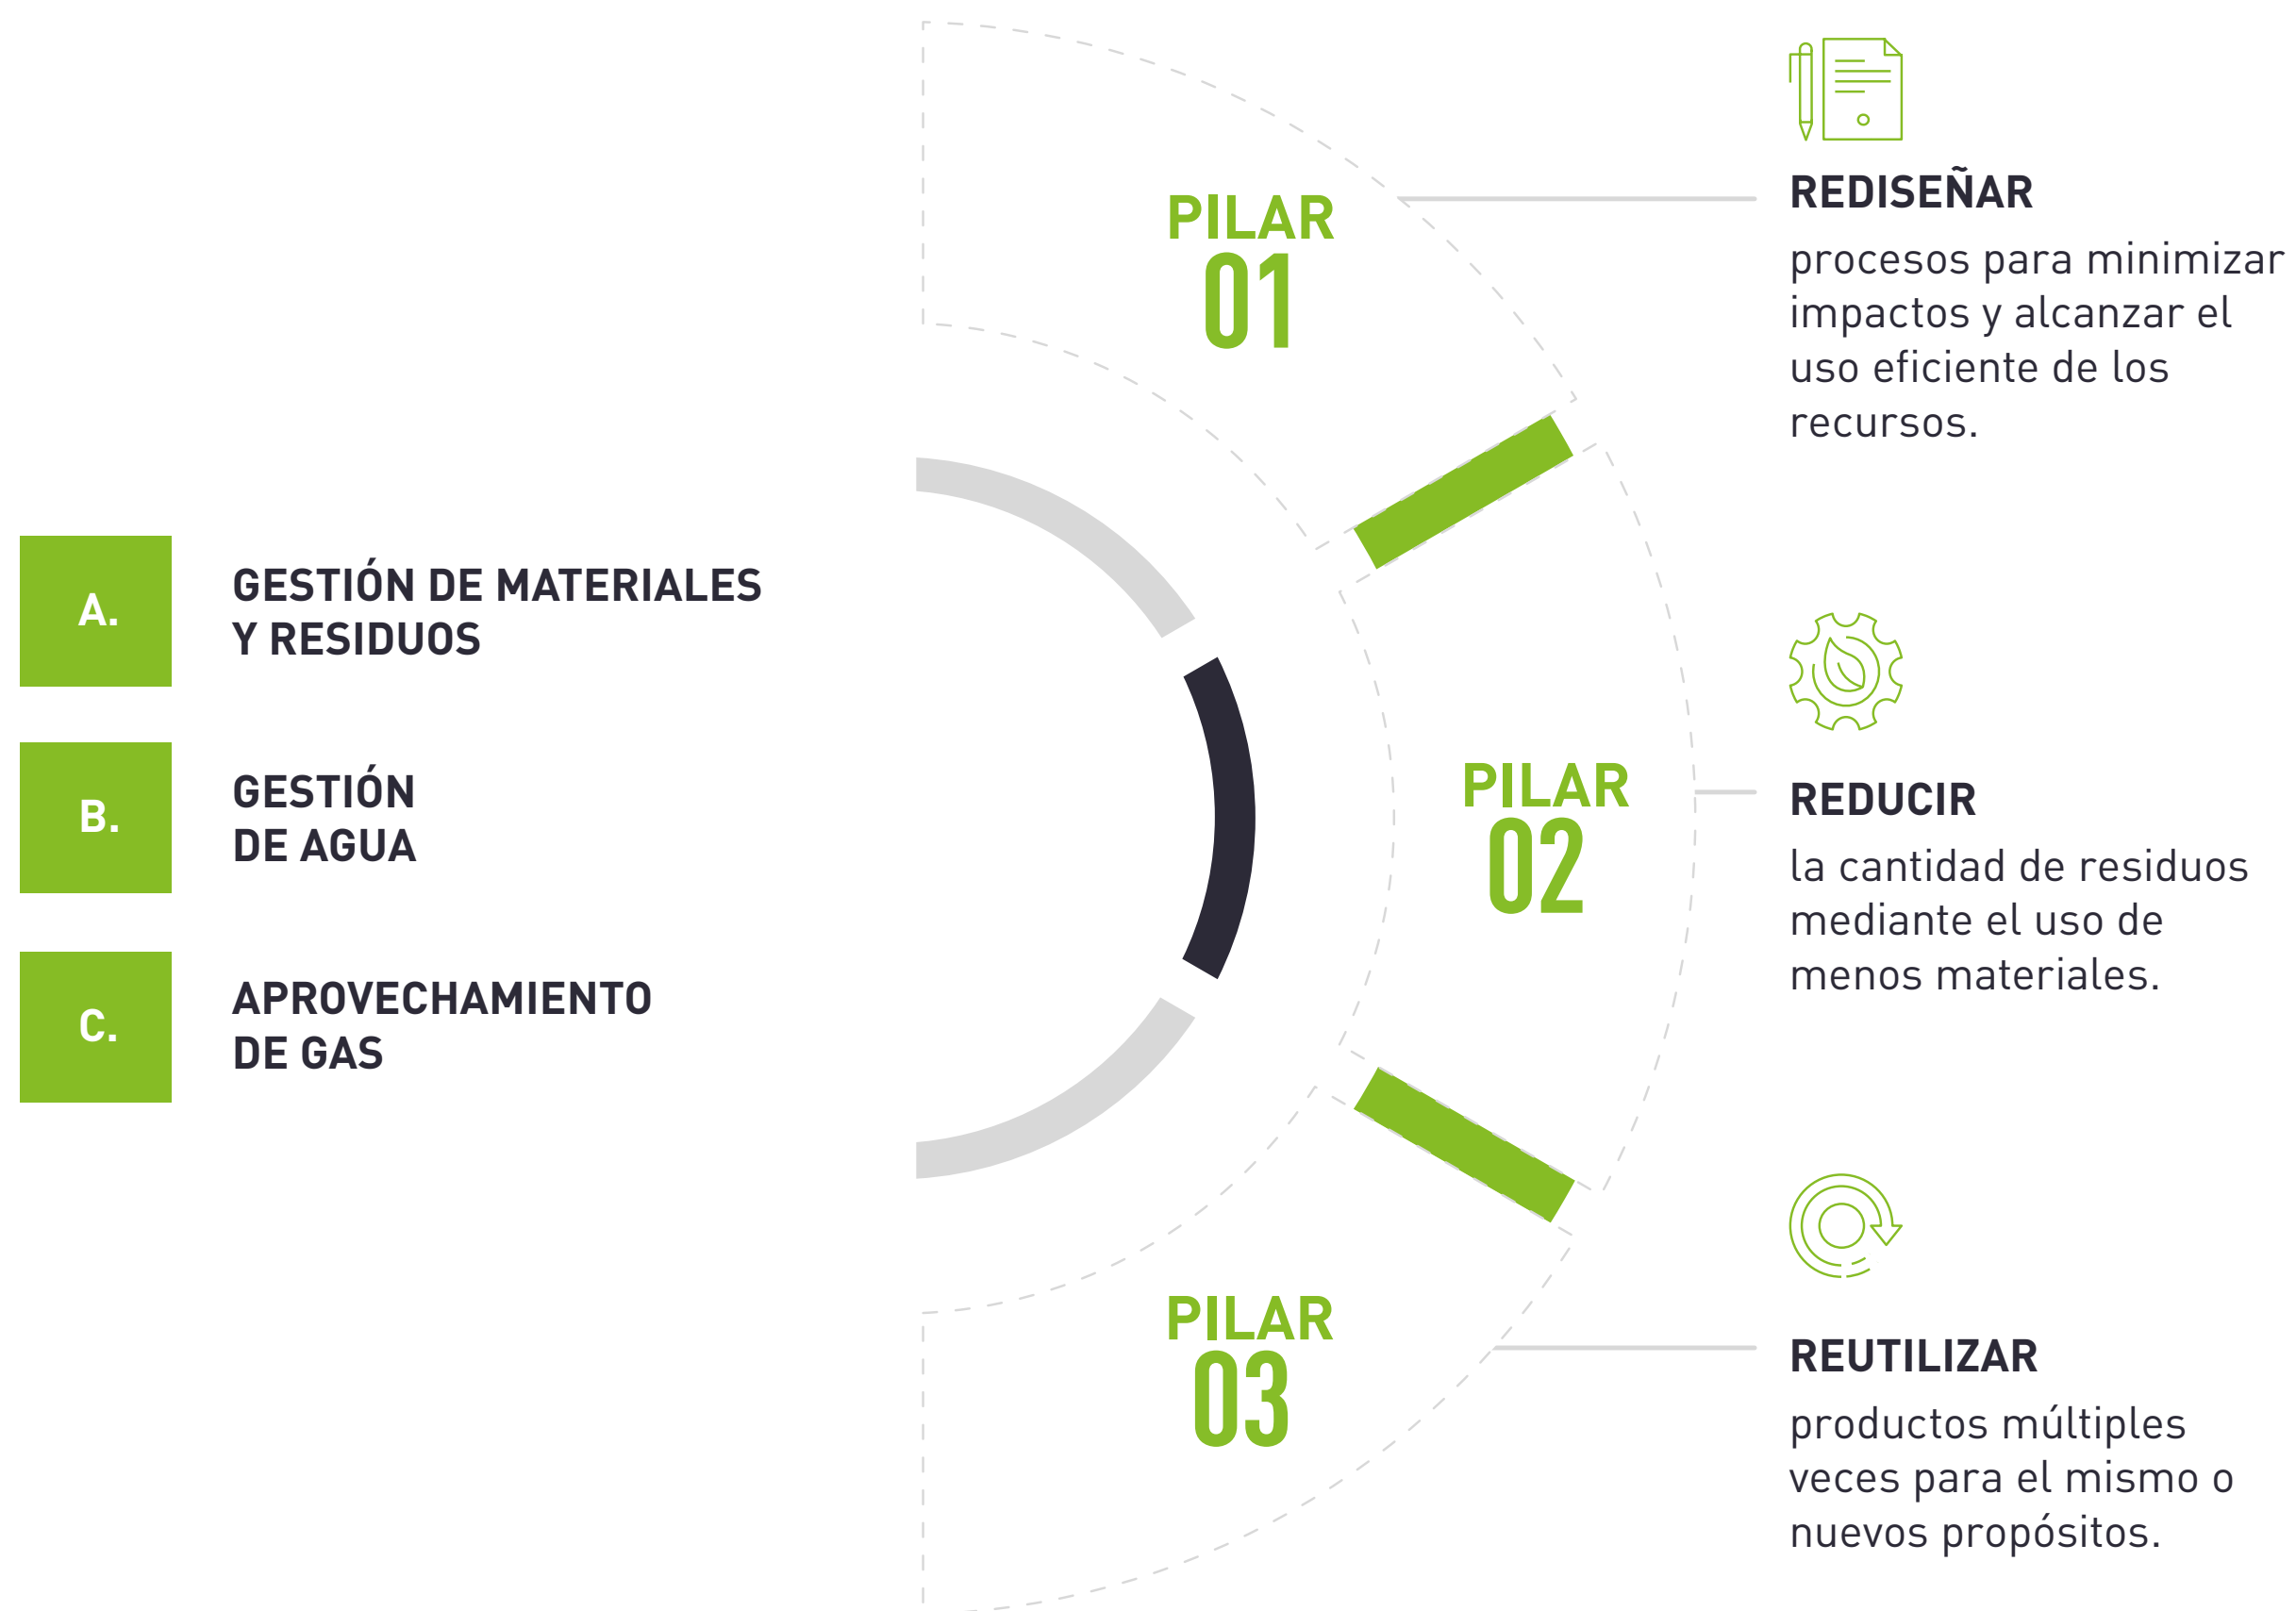 A.
GESTIÓN DE MATERIALES
Y RESIDUOS
B.
GESTIÓN
DE AGUA
C.
APROVECHAMIENTO
DE GAS
PILAR
01
REDISEÑAR
procesos para minimizar
impactos y alcanzar el
uso eficiente de los
recursos.
PILAR
02
REDUCIR
la cantidad de residuos
mediante el uso de
menos materiales.
PILAR
03
REUTILIZAR
productos múltiples
veces para el mismo o
nuevos propósitos.